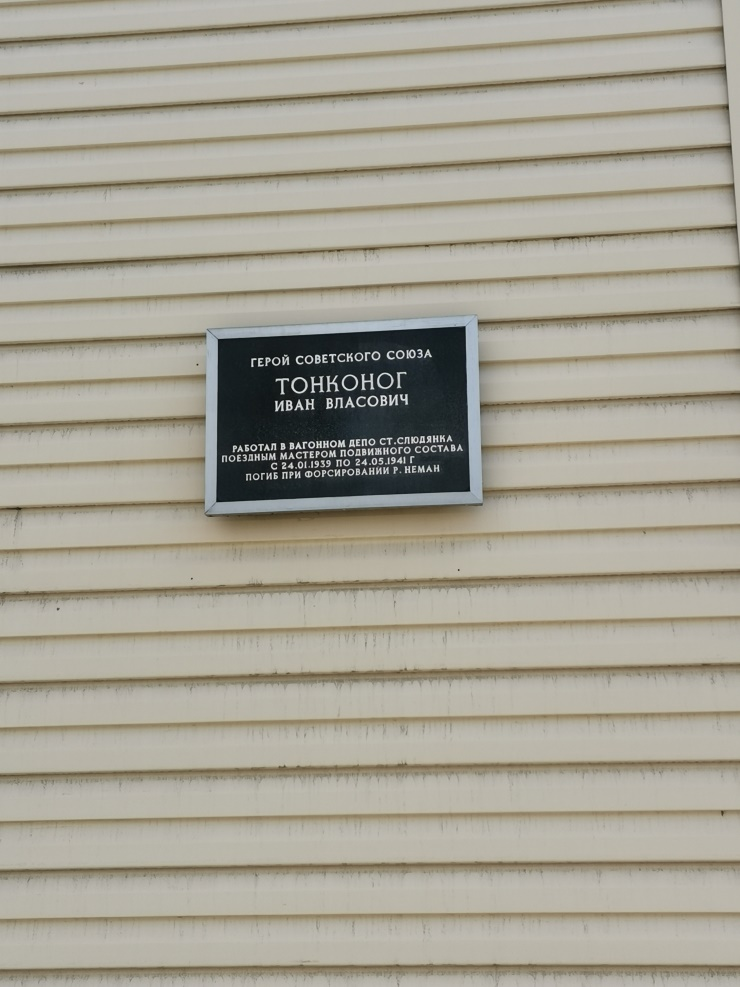 ГЕРОЙ СОВЕТСКОГО СОЮЗА
ТОНКОНОГ
ИВАН ВЛАСОВИЧ
РАБОТАЛ В ВАГОННОМ ДЕПО СТ.СЛЮДЯНКА
ПОЕЗДНЫМ МАСТЕРОМ ПОДВИЖНОГО СОСТАВА
С 24.01.1939 ПО 24.05.1941 Г
ПОГИБ ПРИ ФОРСИРОВАНИИ Р. НЕМАН